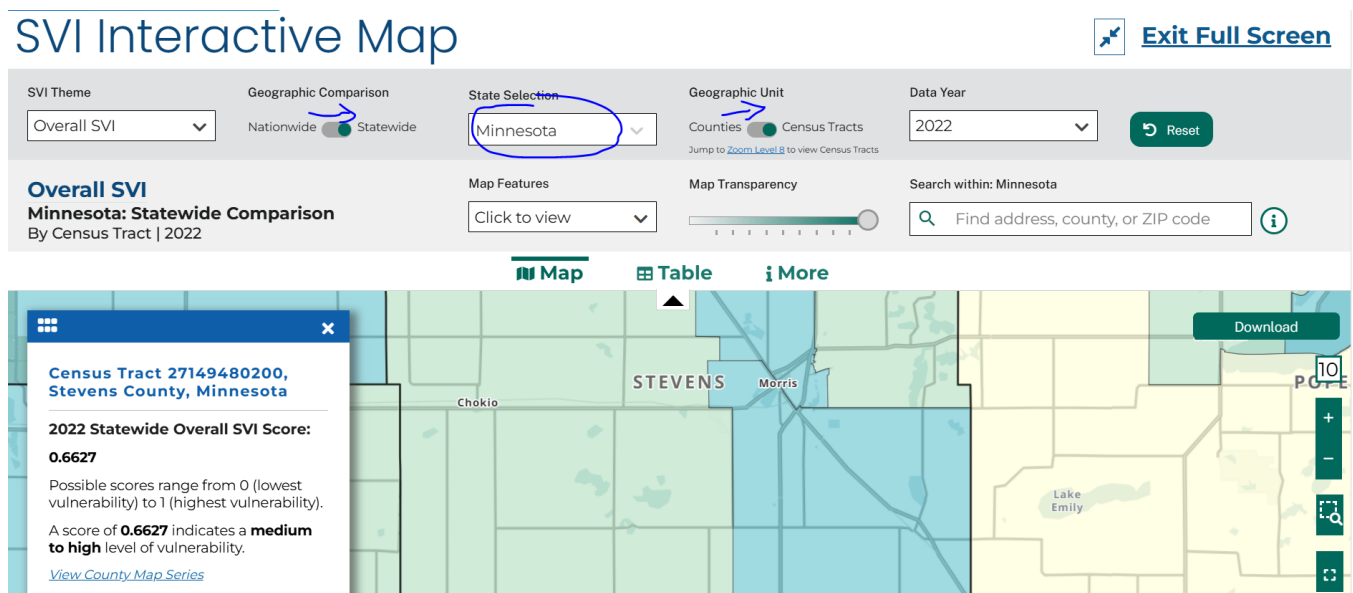 SVI Interactive Map
Exit Full Screen
SVI Theme
Geographic Comparison
State Selection
Geographic Unit
Data Year
Overall SVI
Nationwide
Statewide
Minnesota
Counties
Census Tracts
2022
Reset
Jump to Zoom Level 8 to view Census Tracts
Overall SVI
Minnesota: Statewide Comparison
By Census Tract | 2022
Map Features
Click to view
Map Transparency
Search within: Minnesota
Find address, county, or ZIP code
Map
Table
More
Download
Census Tract 27149480200,
Stevens County, Minnesota
2022 Statewide Overall SVI Score:
0.6627
Possible scores range from 0 (lowest
vulnerability) to 1 (highest vulnerability).
A score of 0.6627 indicates a medium
to high level of vulnerability.
View County Map Series
STEVENS
Morris
Chokio
Lake
Emily
10
POPE